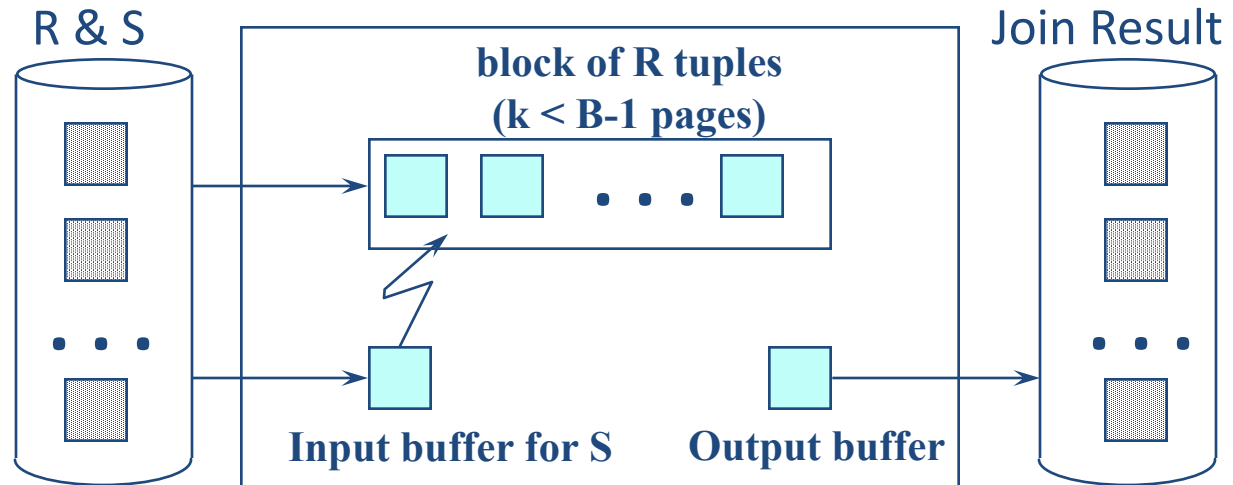 R & S
Join Result
block of R tuples
(k < B-1 pages)
. . .
. . .
. . .
Input buffer for S
Output buffer